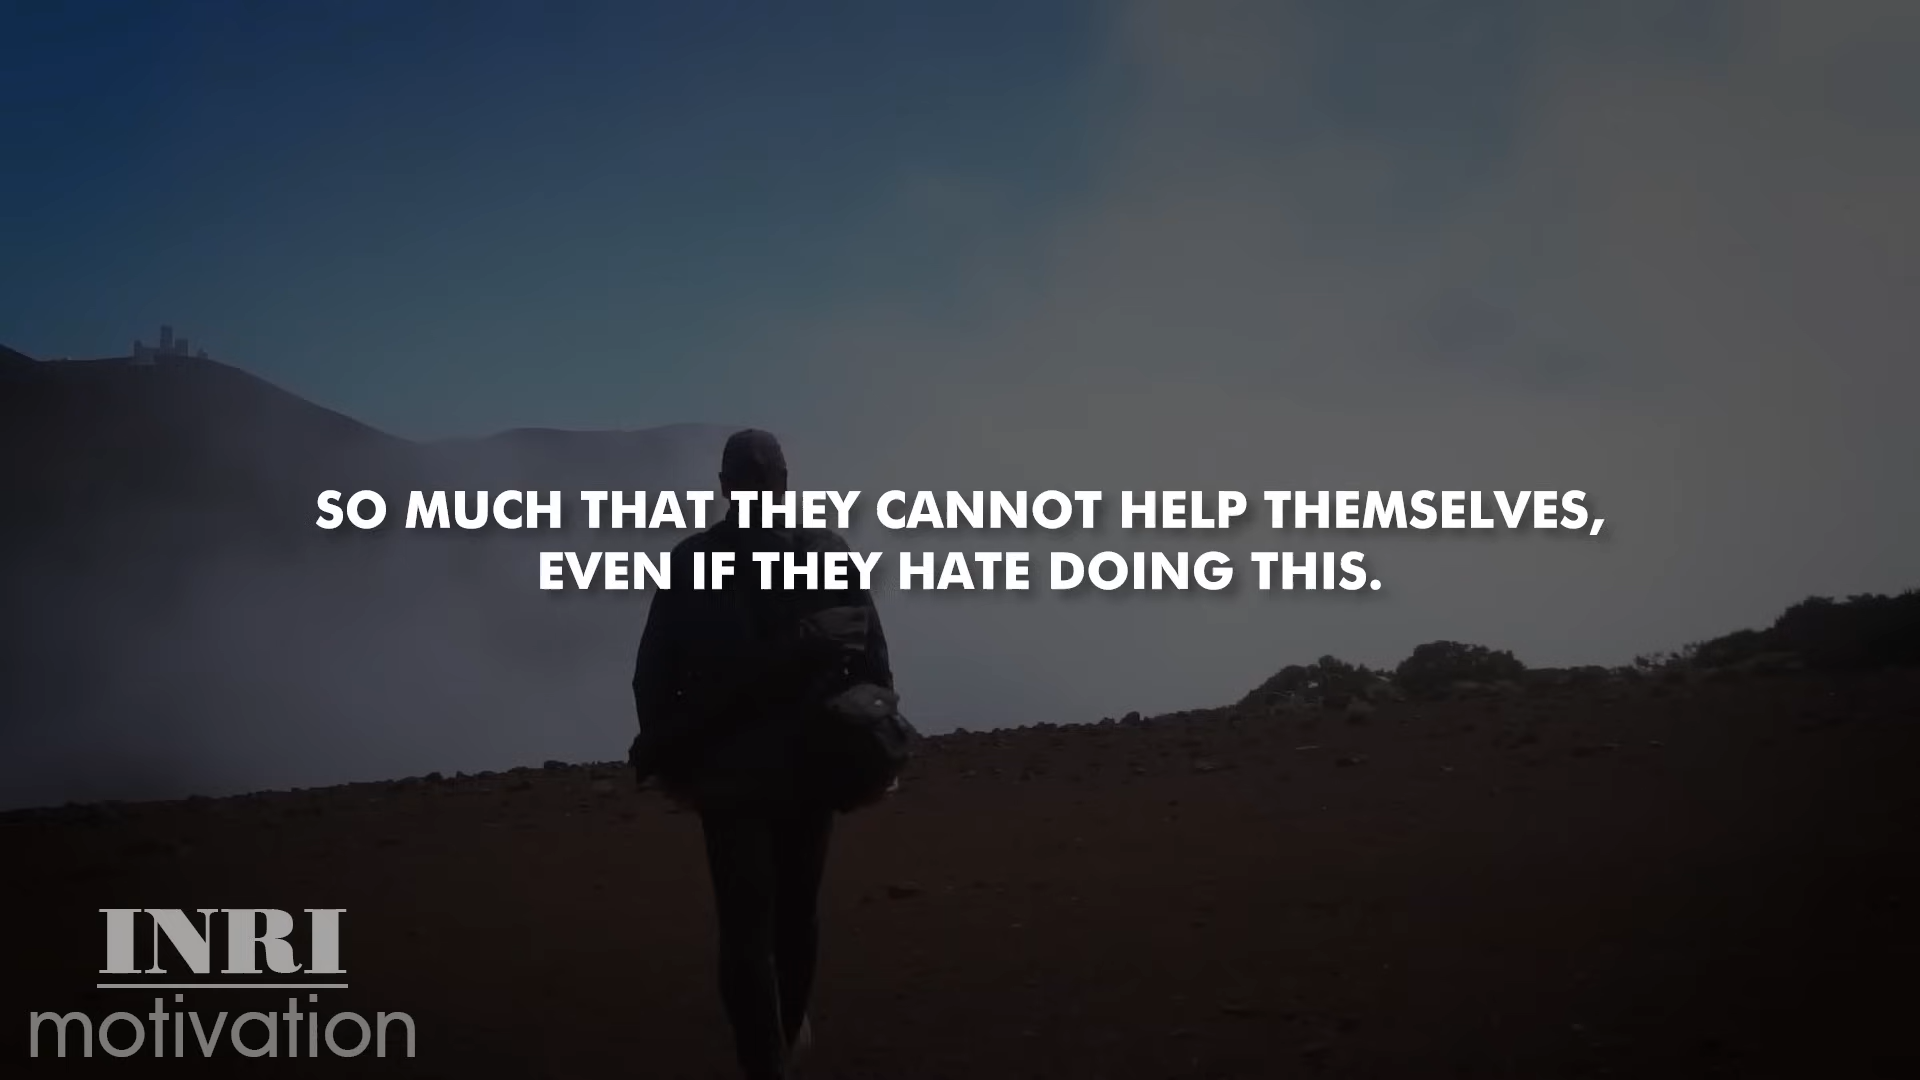 SO MUCH THAT THEY CANNOT HELP THEMSELVES,
EVEN IF THEY HATE DOING THIS.
INRI
motivation